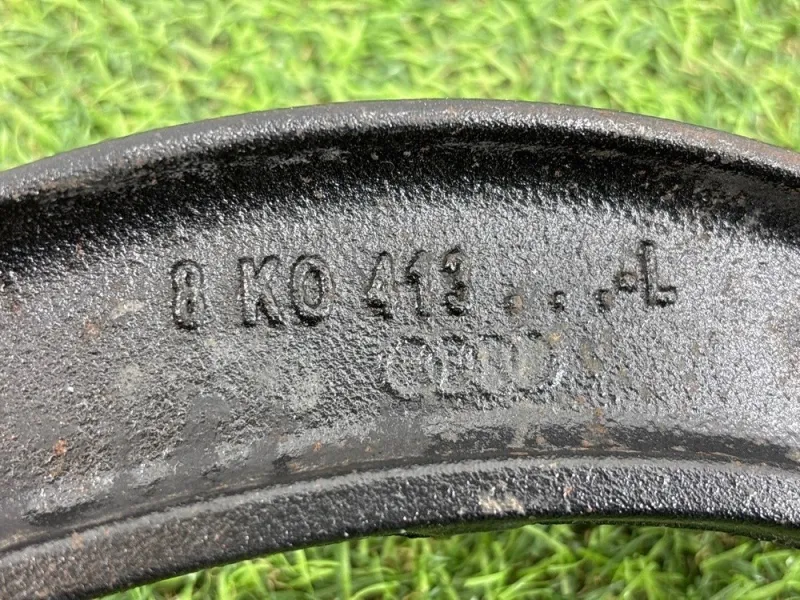 8 K0 413 . . . -L